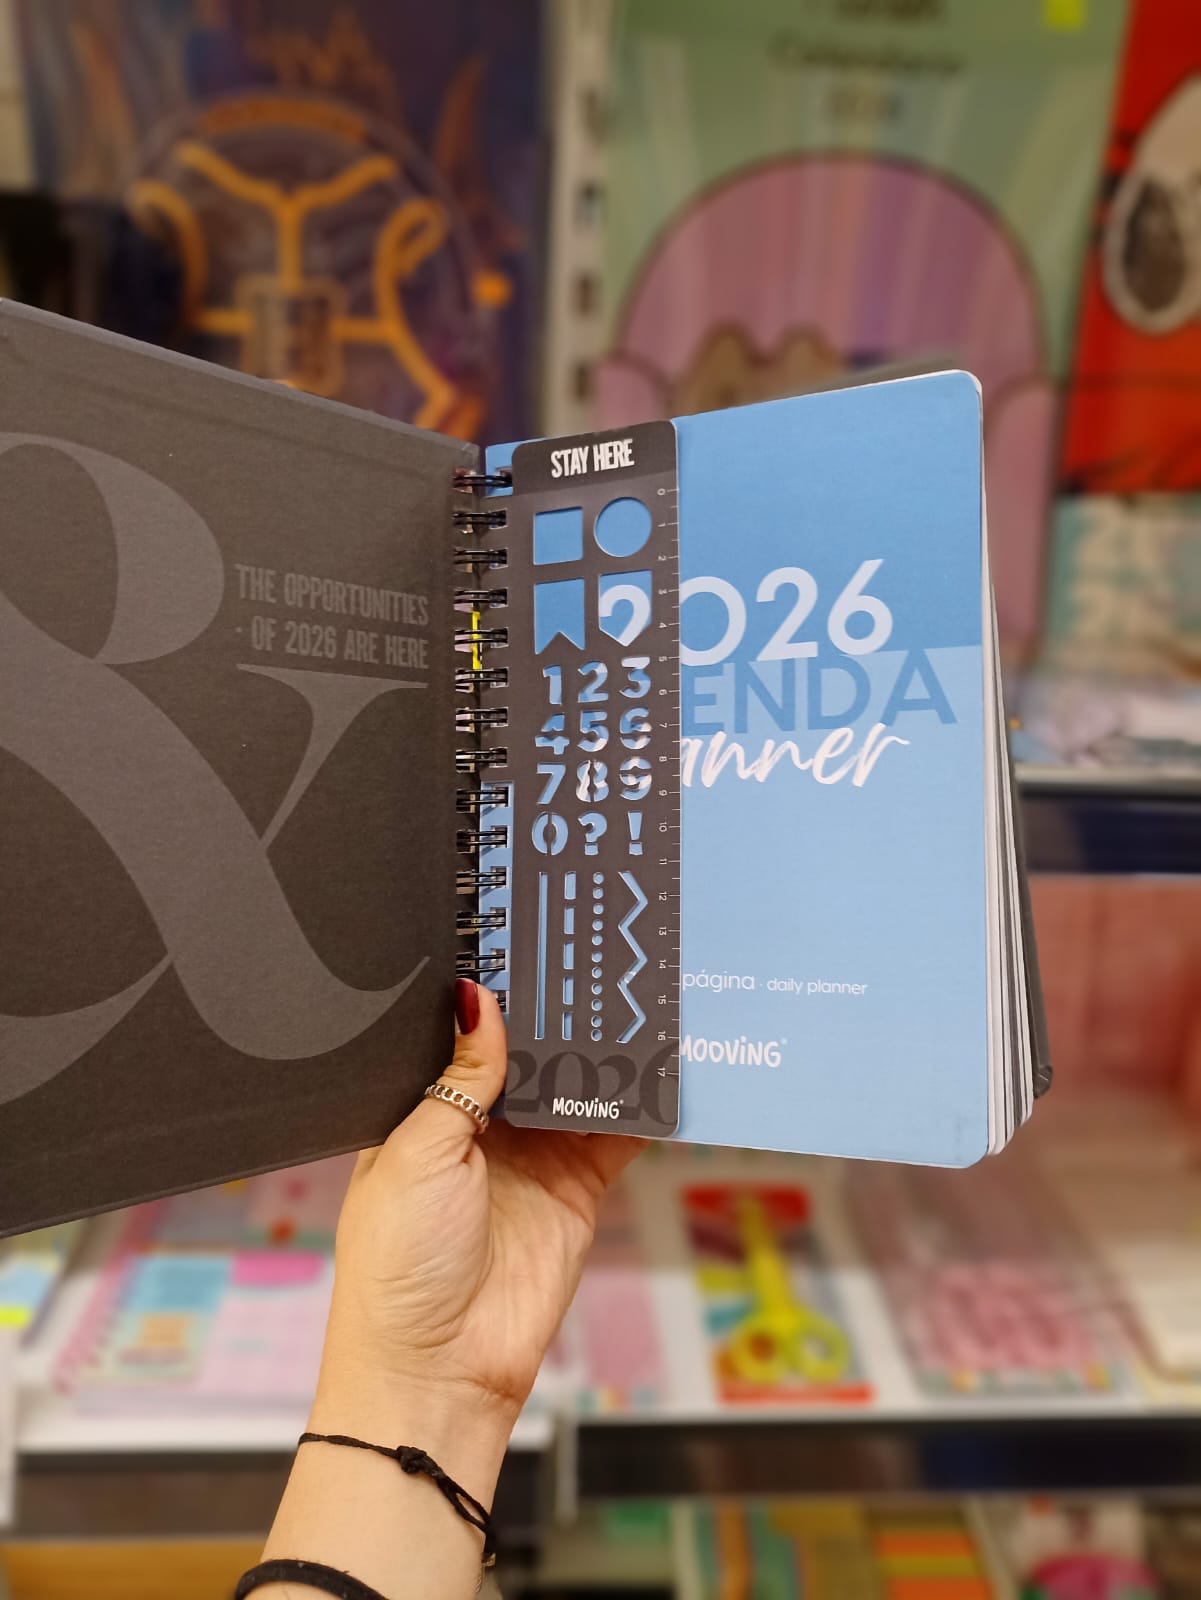 THE OPPORTUNITIES
· OF 2026 ARE HERE
STAY HERE
0 1 2 3 4 5 6 7 8 9 10 11 12 13 14 15 16 17
1 2 3
4 5 6
7 8 9
0 ? !
2026
MOOVING
2026
ENDA
anner
página · daily planner
MOOVING
Calendario